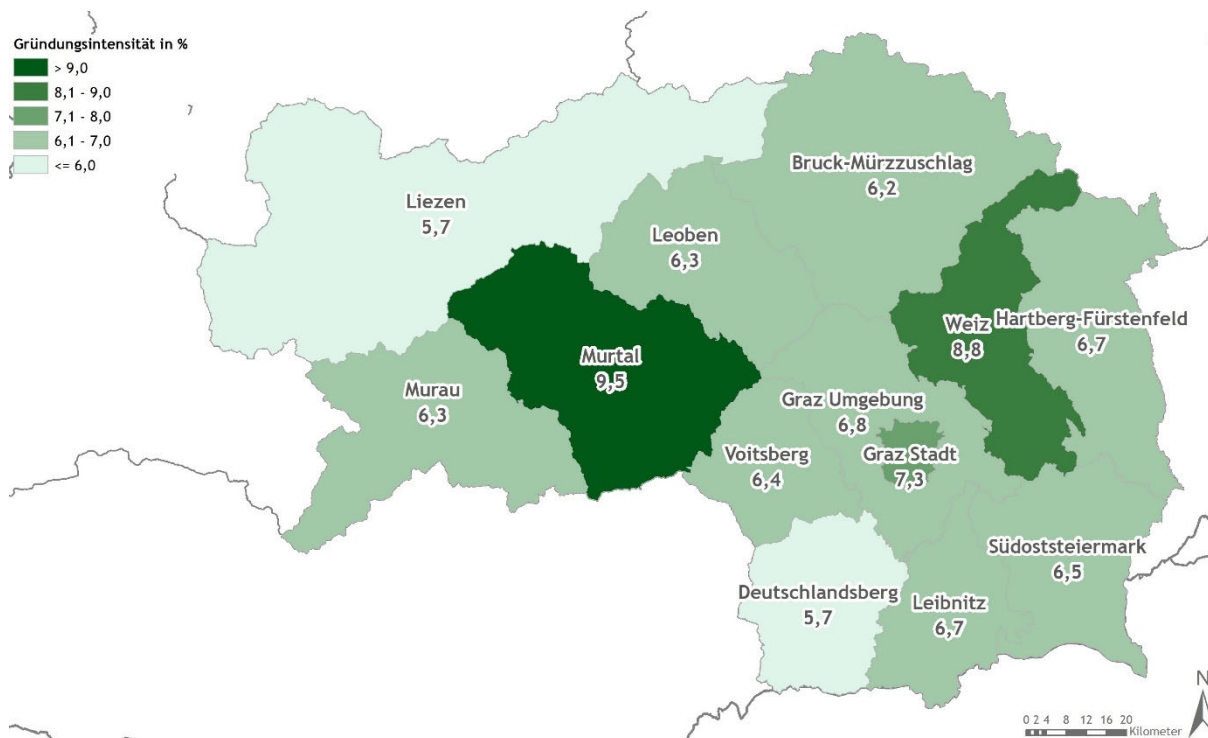 Gründungsintensität in %
> 9,0
8,1 - 9,0
7,1 - 8,0
6,1 - 7,0
<= 6,0
Bruck-Mürzzuschlag
6,2
Liezen
5,7
Leoben
6,3
Weiz
8,8
Hartberg-Fürstenfeld
6,7
Murtal
9,5
Murau
6,3
Graz Umgebung
6,8
Voitsberg
6,4
Graz Stadt
7,3
Südoststeiermark
6,5
Deutschlandsberg
5,7
Leibnitz
6,7
N
0 2 4 8 12 16 20
Kilometer